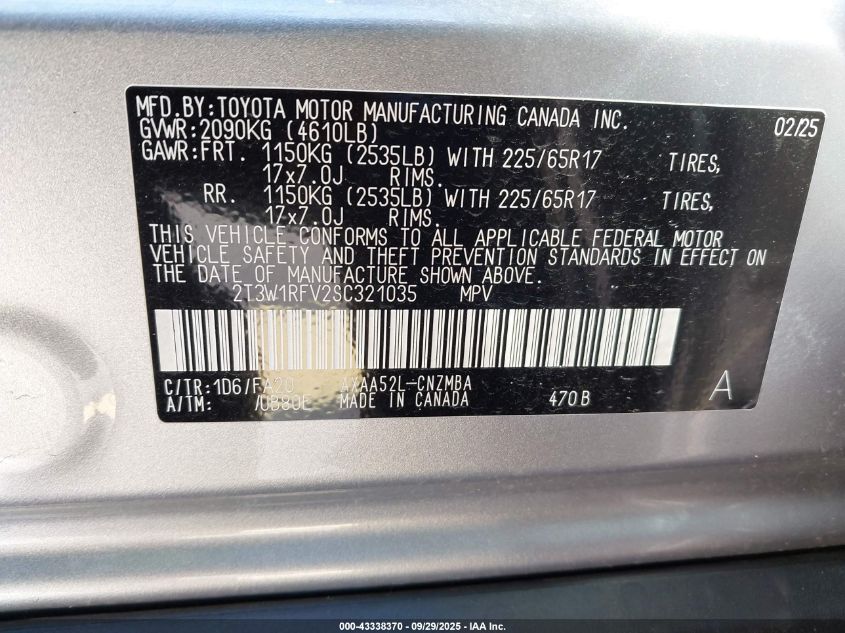 MFD.BY:TOYOTA MOTOR MANUFACTURING CANADA INC. 02/25
GVWR:2090KG (4610LB)
GAWR:FRT. 1150KG (2535LB) WITH 225/65R17 TIRES,
17x7.0J RIMS.
RR. 1150KG (2535LB) WITH 225/65R17 TIRES,
17x7.0J RIMS.
THIS VEHICLE CONFORMS TO ALL APPLICABLE FEDERAL MOTOR
VEHICLE SAFETY AND THEFT PREVENTION STANDARDS IN EFFECT ON
THE DATE OF MANUFACTURE SHOWN ABOVE.
2T3W1RFV2SC321035 MPV
C/TR:1D6/FA20 AXAA52L-CNZMBA
A/TM: /UB80E MADE IN CANADA 470B A
000-43338370 | 09/29/2025 | IAA Inc.